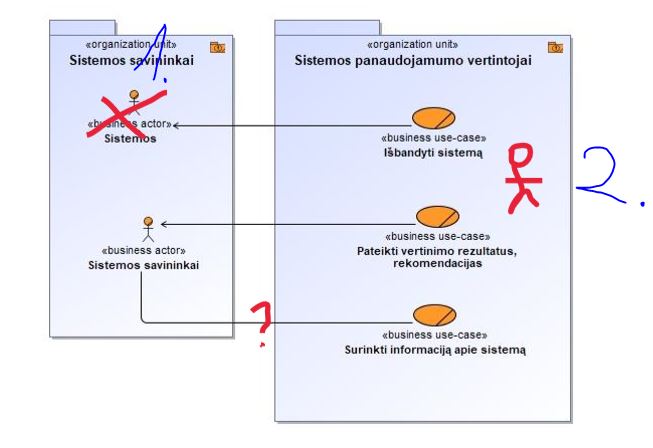 «organization unit»
Sistemos savininkai
1.
«business actor»
Sistemos
«business actor»
Sistemos savininkai
?
«organization unit»
Sistemos panaudojamumo vertintojai
«business use-case»
Išbandyti sistemą
2.
«business use-case»
Pateikti vertinimo rezultatus,
rekomendacijas
«business use-case»
Surinkti informaciją apie sistemą